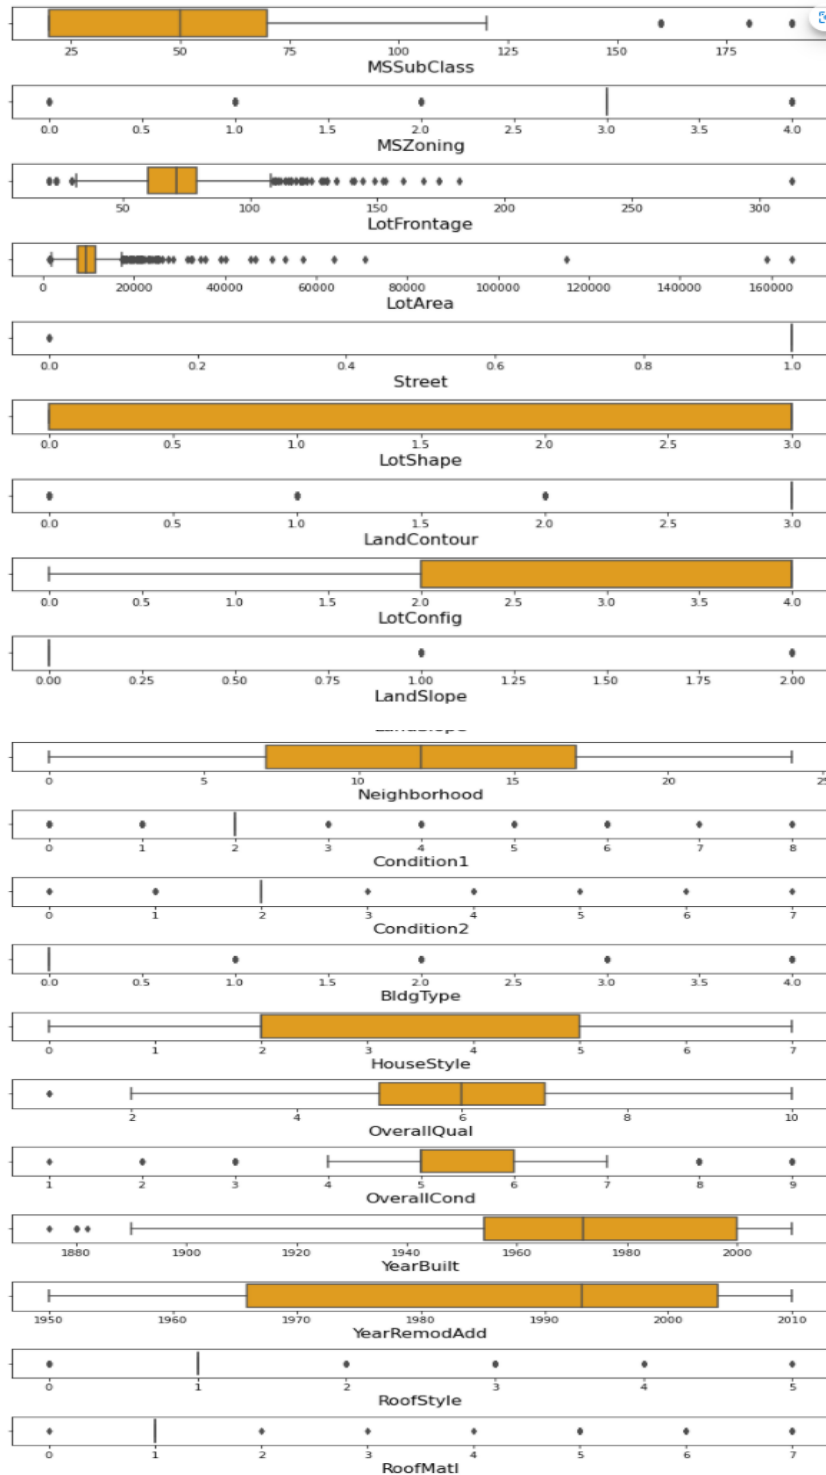 25 50 75 100 125 150 175
MSSubClass
0.0 0.5 1.0 1.5 2.0 2.5 3.0 3.5 4.0
MSZoning
50 100 150 200 250 300
LotFrontage
0 20000 40000 60000 80000 100000 120000 140000 160000
LotArea
0.0 0.2 0.4 0.6 0.8 1.0
Street
0.0 0.5 1.0 1.5 2.0 2.5 3.0
LotShape
0.0 0.5 1.0 1.5 2.0 2.5 3.0
LandContour
0.0 0.5 1.0 1.5 2.0 2.5 3.0 3.5 4.0
LotConfig
0.00 0.25 0.50 0.75 1.00 1.25 1.50 1.75 2.00
LandSlope
0 5 10 15 20 25
Neighborhood
0 1 2 3 4 5 6 7 8
Condition1
0 1 2 3 4 5 6 7
Condition2
0.0 0.5 1.0 1.5 2.0 2.5 3.0 3.5 4.0
BldgType
0 1 2 3 4 5 6 7
HouseStyle
2 4 6 8 10
OverallQual
1 2 3 4 5 6 7 8 9
OverallCond
1880 1900 1920 1940 1960 1980 2000
YearBuilt
1950 1960 1970 1980 1990 2000 2010
YearRemodAdd
0 1 2 3 4 5
RoofStyle
0 1 2 3 4 5 6 7
RoofMatl